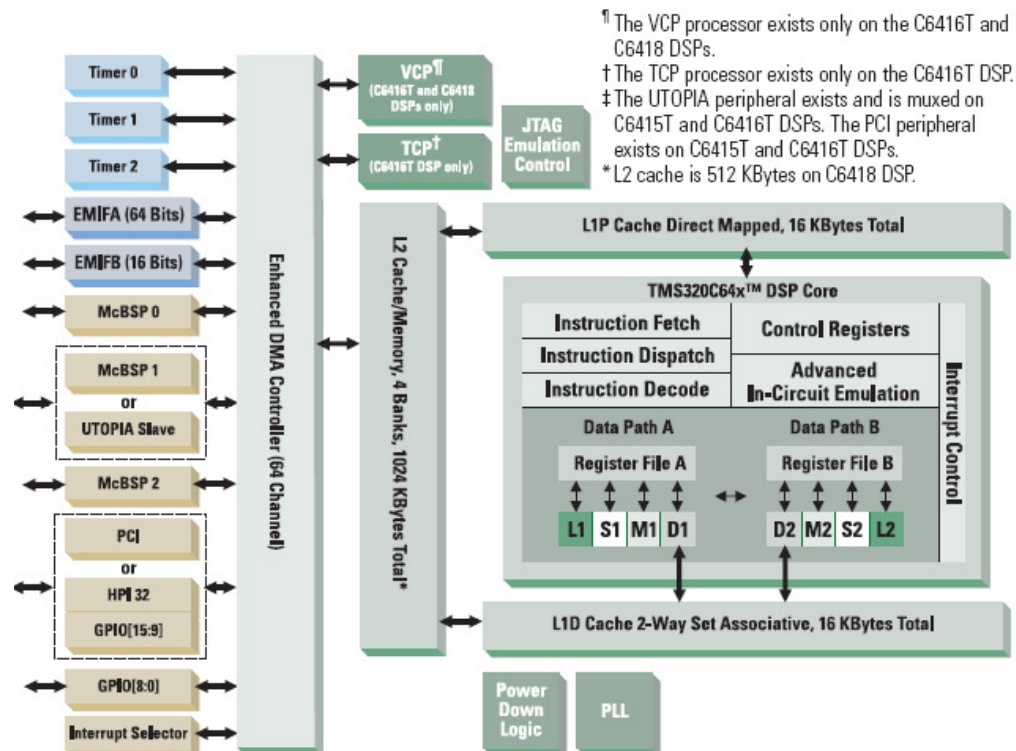 ¶ The VCP processor exists only on the C6416T and
C6418 DSPs.
† The TCP processor exists only on the C6416T DSP.
‡ The UTOPIA peripheral exists and is muxed on
C6415T and C6416T DSPs. The PCI peripheral
exists on C6415T and C6416T DSPs.
* L2 cache is 512 KBytes on C6418 DSP.
Timer 0
Timer 1
Timer 2
EMIFA (64 Bits)
EMIFB (16 Bits)
McBSP 0
McBSP 1
or
UTOPIA Slave
McBSP 2
PCI
or
HPI 32
GPIO[15:9]
GPIO[8:0]
Interrupt Selector
Enhanced DMA Controller (64 Channel)
VCP¶
(C6416T and C6418
DSPs only)
TCP†
(C6416T DSP only)
JTAG
Emulation
Control
L2 Cache/Memory, 4 Banks, 1024 KBytes Total*
L1P Cache Direct Mapped, 16 KBytes Total
TMS320C64x™ DSP Core
Instruction Fetch
Instruction Dispatch
Instruction Decode
Control Registers
Advanced
In-Circuit Emulation
Interrupt Control
Data Path A
Data Path B
Register File A
Register File B
L1 S1 M1 D1
D2 M2 S2 L2
L1D Cache 2-Way Set Associative, 16 KBytes Total
Power
Down
Logic
PLL